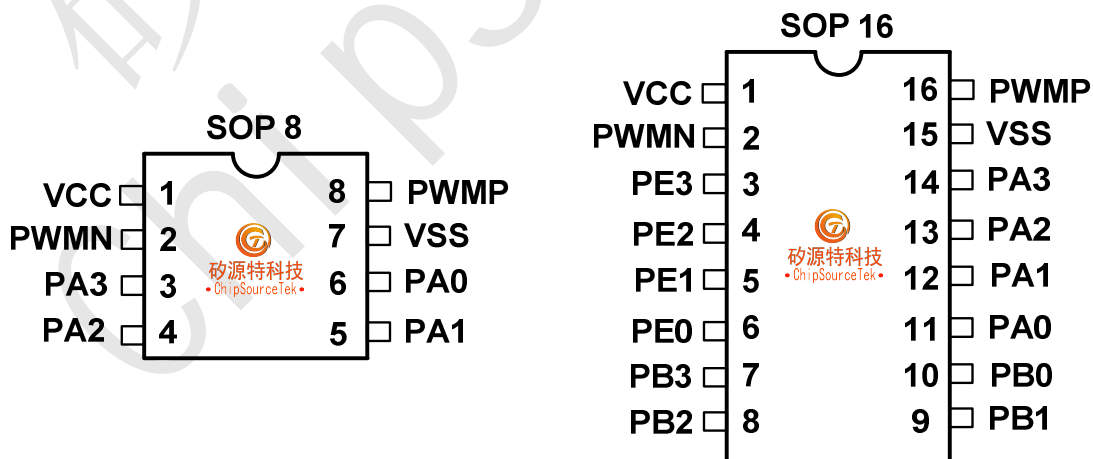 SOP 8
VCC 1 8 PWMP
PWMN 2 7 VSS
PA3 3 6 PA0
PA2 4 5 PA1
矽源特科技
•ChipSourceTek•
SOP 16
VCC 1 16 PWMP
PWMN 2 15 VSS
PE3 3 14 PA3
PE2 4 13 PA2
PE1 5 12 PA1
PE0 6 11 PA0
PB3 7 10 PB0
PB2 8 9 PB1
矽源特科技
•ChipSourceTek•
Chips